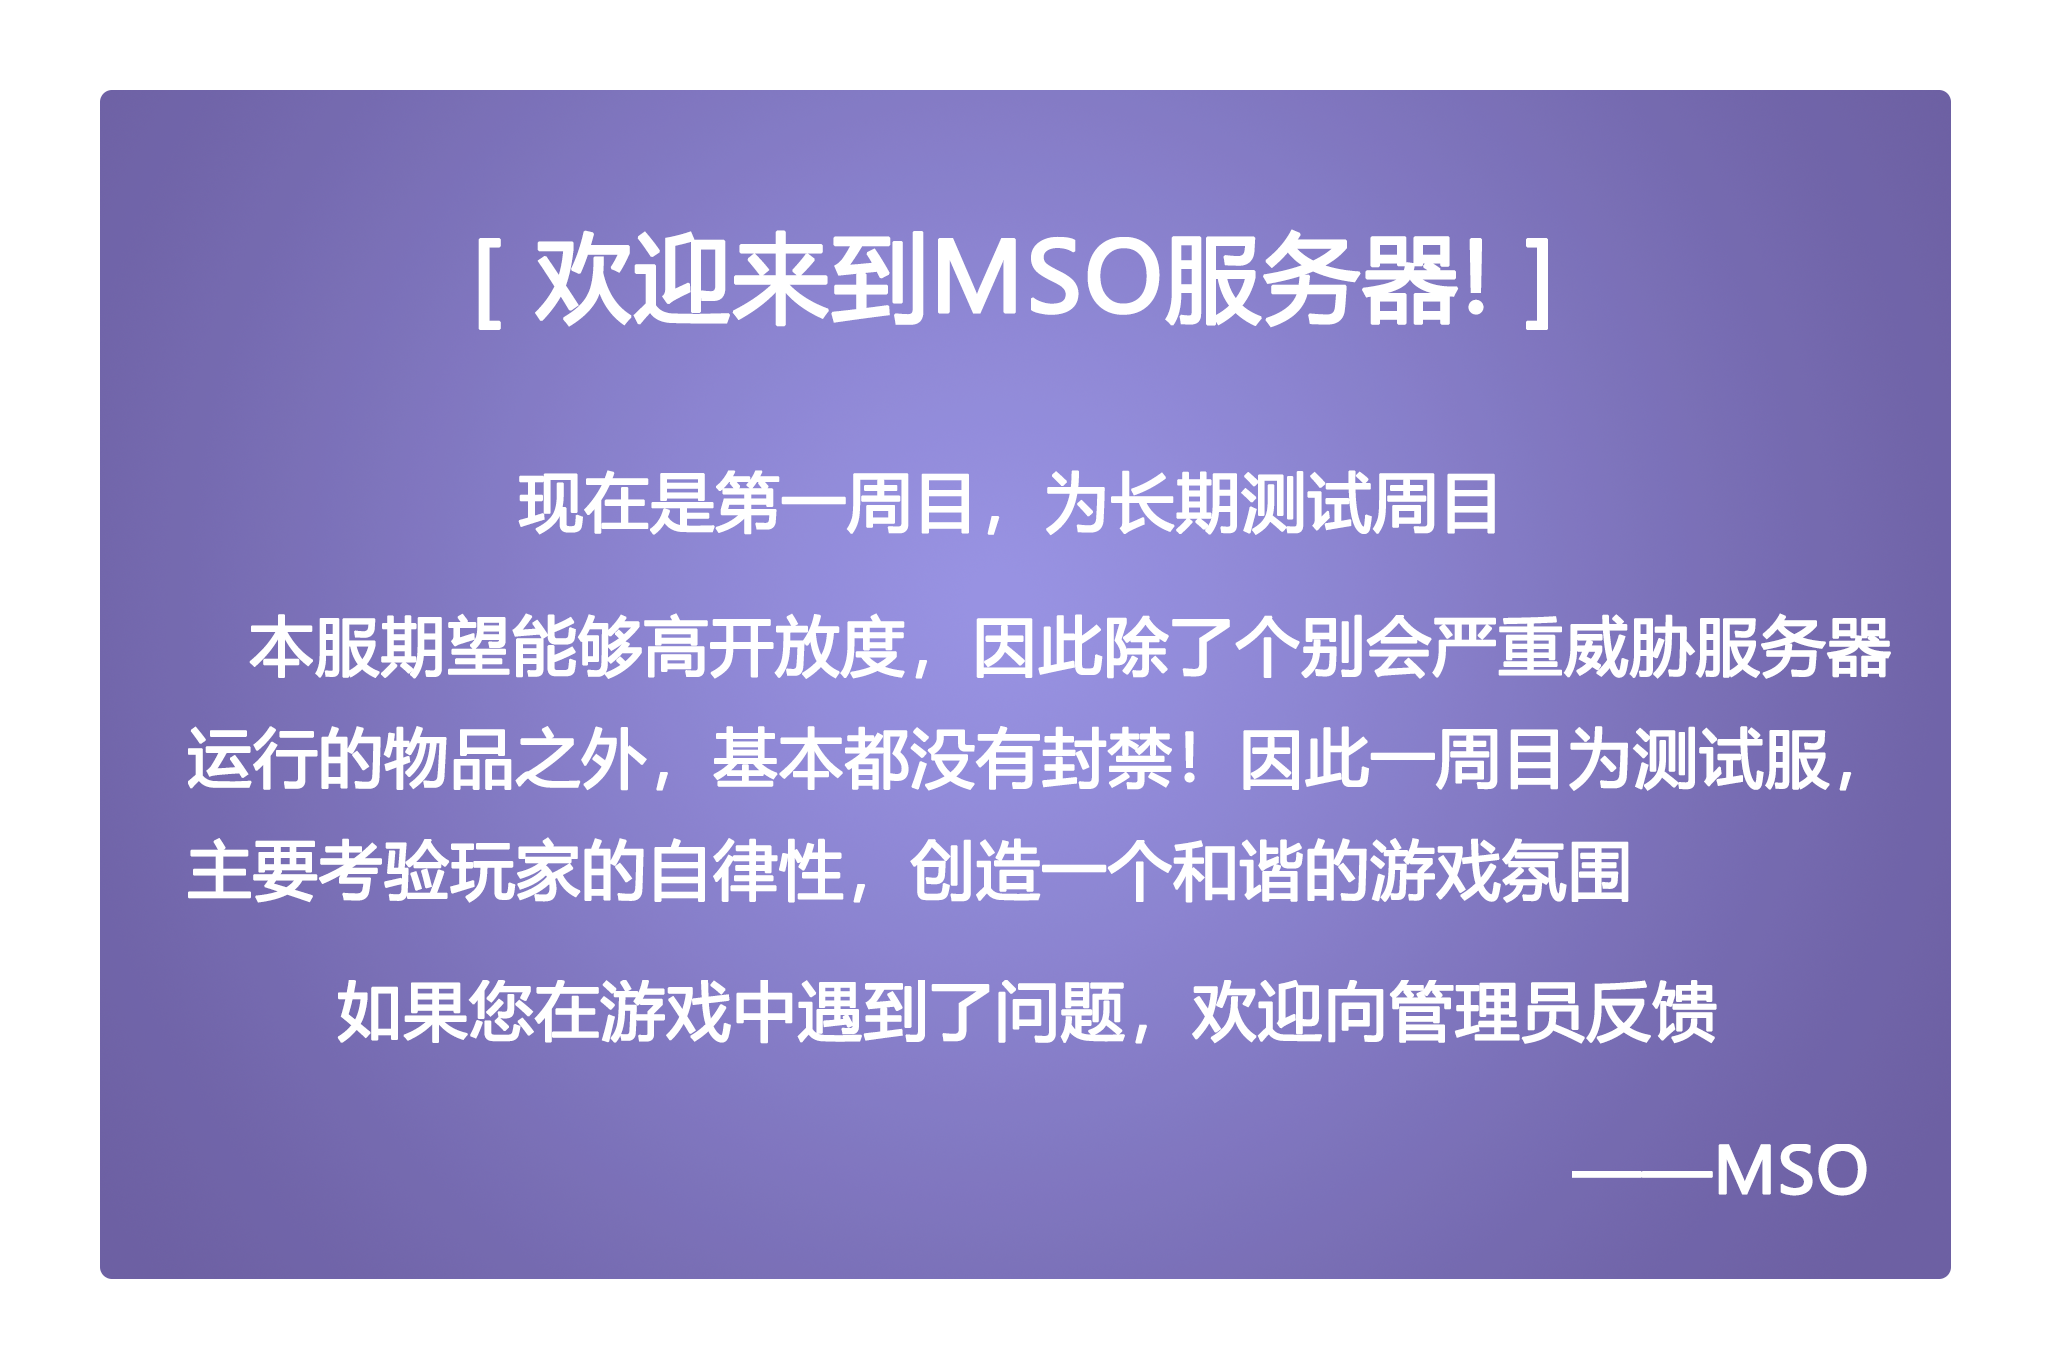 [ 欢迎来到MSO服务器! ]
现在是第一周目，为长期测试周目
本服期望能够高开放度，因此除了个别会严重威胁服务器
运行的物品之外，基本都没有封禁！因此一周目为测试服，
主要考验玩家的自律性，创造一个和谐的游戏氛围
如果您在游戏中遇到了问题，欢迎向管理员反馈
——MSO